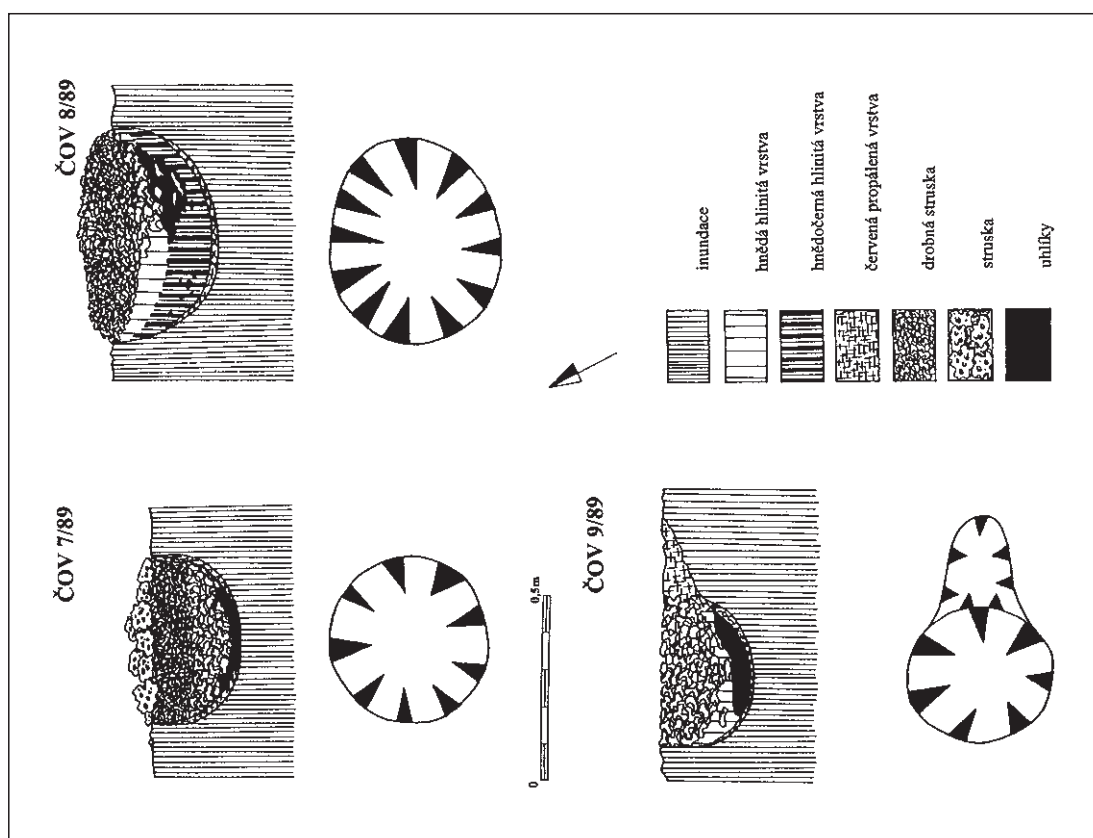 ČOV 7/89
ČOV 8/89
0
0,5m
ČOV 9/89
inundace
hnědá hlinitá vrstva
hnědočerná hlinitá vrstva
červená propálená vrstva
drobná struska
struska
uhlíky